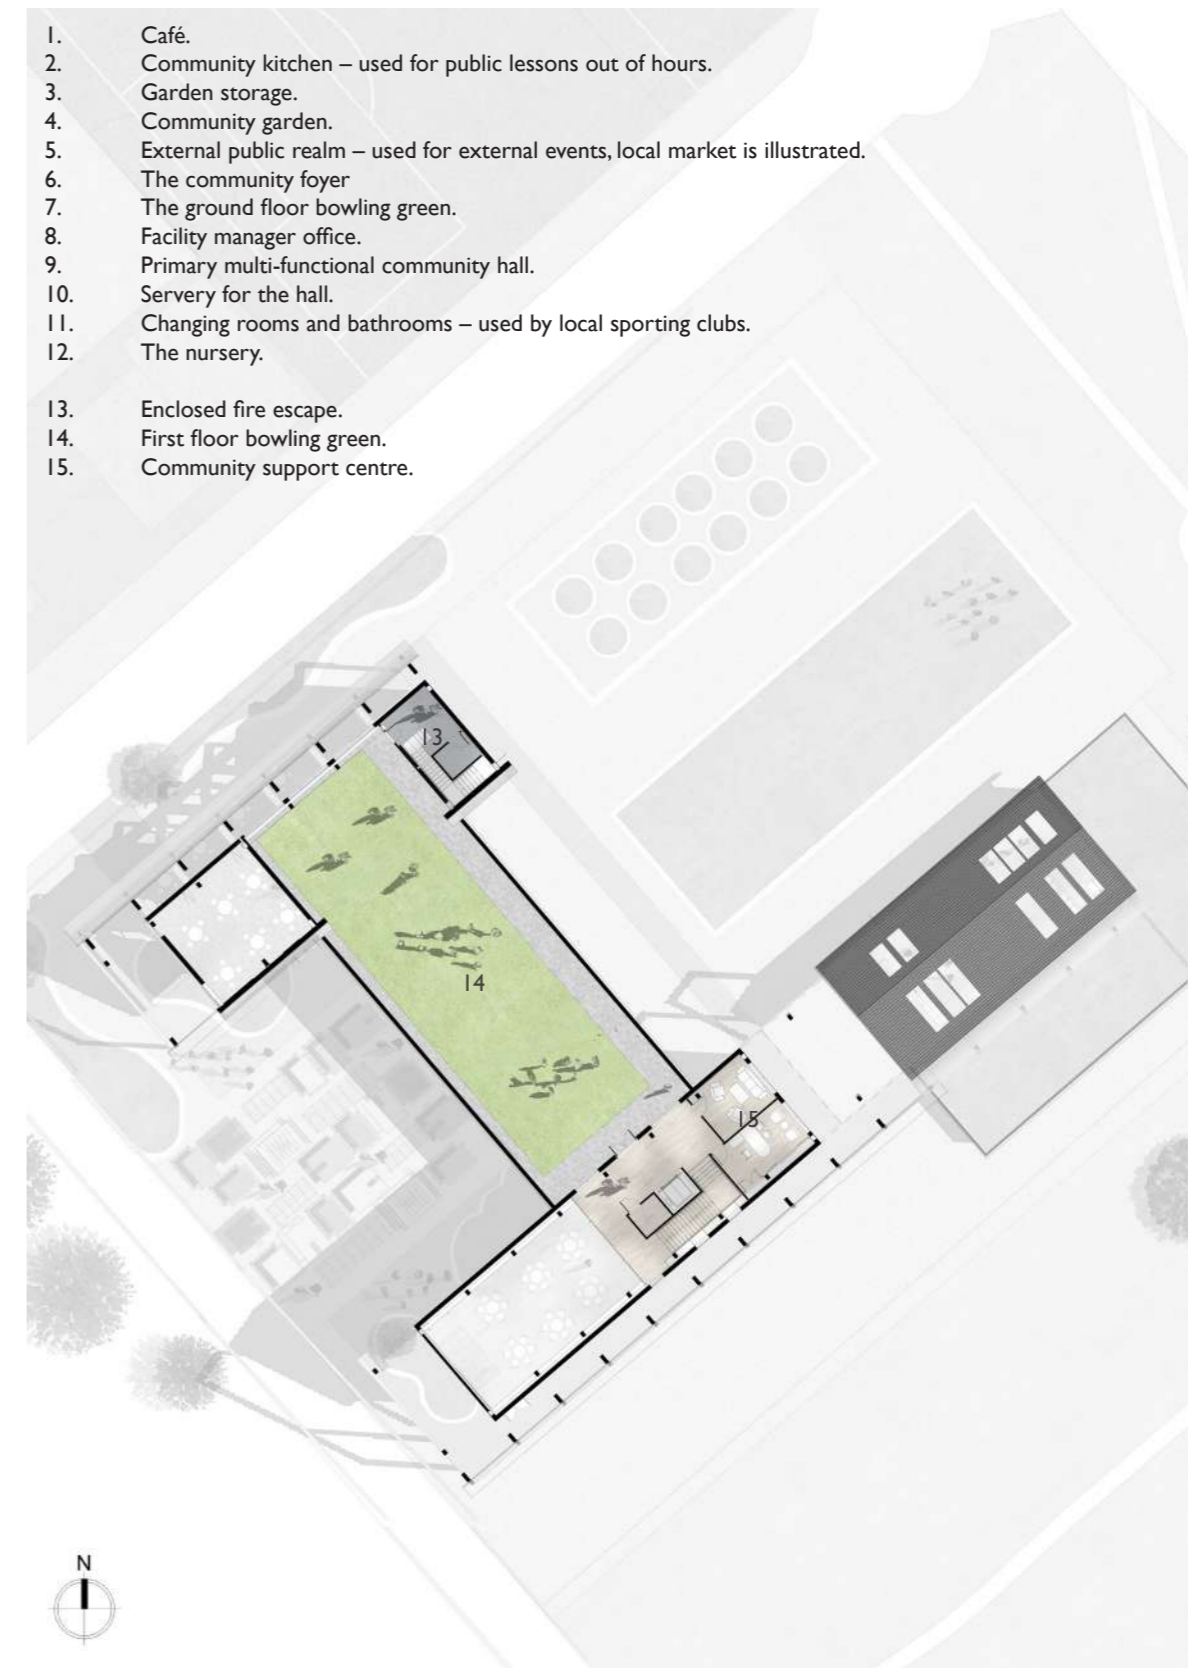 1. Café.
2. Community kitchen – used for public lessons out of hours.
3. Garden storage.
4. Community garden.
5. External public realm – used for external events, local market is illustrated.
6. The community foyer
7. The ground floor bowling green.
8. Facility manager office.
9. Primary multi-functional community hall.
10. Servery for the hall.
11. Changing rooms and bathrooms – used by local sporting clubs.
12. The nursery.
13. Enclosed fire escape.
14. First floor bowling green.
15. Community support centre.
13
14
15
N